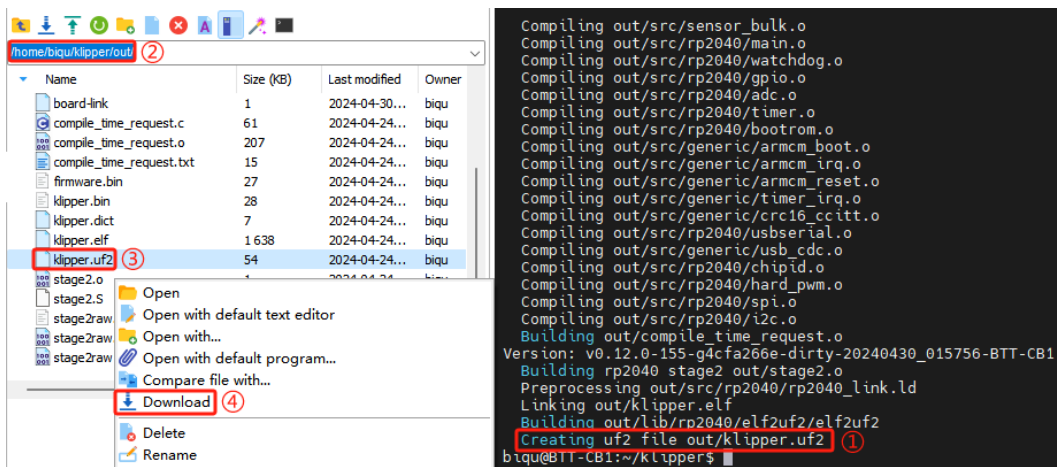 /home/biqu/klipper/out/ ②
Name Size (KB) Last modified Owner
board-link 1 2024-04-30... biqu
compile_time_request.c 61 2024-04-24... biqu
compile_time_request.o 207 2024-04-24... biqu
compile_time_request.txt 15 2024-04-24... biqu
firmware.bin 27 2024-04-24... biqu
klipper.bin 28 2024-04-24... biqu
klipper.dict 7 2024-04-24... biqu
klipper.elf 1 638 2024-04-24... biqu
klipper.uf2 ③ 54 2024-04-24... biqu
stage2.o
stage2.S
stage2raw
stage2raw
stage2raw
Open
Open with default text editor
Open with...
Open with default program...
Compare file with...
Download ④
Delete
Rename
Compiling out/src/sensor_bulk.o
Compiling out/src/rp2040/main.o
Compiling out/src/rp2040/watchdog.o
Compiling out/src/rp2040/gpio.o
Compiling out/src/rp2040/adc.o
Compiling out/src/rp2040/timer.o
Compiling out/src/rp2040/bootrom.o
Compiling out/src/generic/armcm_boot.o
Compiling out/src/generic/armcm_irq.o
Compiling out/src/generic/armcm_reset.o
Compiling out/src/generic/timer_irq.o
Compiling out/src/generic/crc16_ccitt.o
Compiling out/src/rp2040/usbserial.o
Compiling out/src/generic/usb_cdc.o
Compiling out/src/rp2040/chipid.o
Compiling out/src/rp2040/hard_pwm.o
Compiling out/src/rp2040/spi.o
Compiling out/src/rp2040/i2c.o
Building out/compile_time_request.o
Version: v0.12.0-155-g4cfa266e-dirty-20240430_015756-BTT-CB1
Building rp2040 stage2 out/stage2.o
Preprocessing out/src/rp2040/rp2040_link.ld
Linking out/klipper.elf
Building out/lib/rp2040/elf2uf2/elf2uf2
Creating uf2 file out/klipper.uf2 ①
biqu@BTT-CB1:~/klipper$